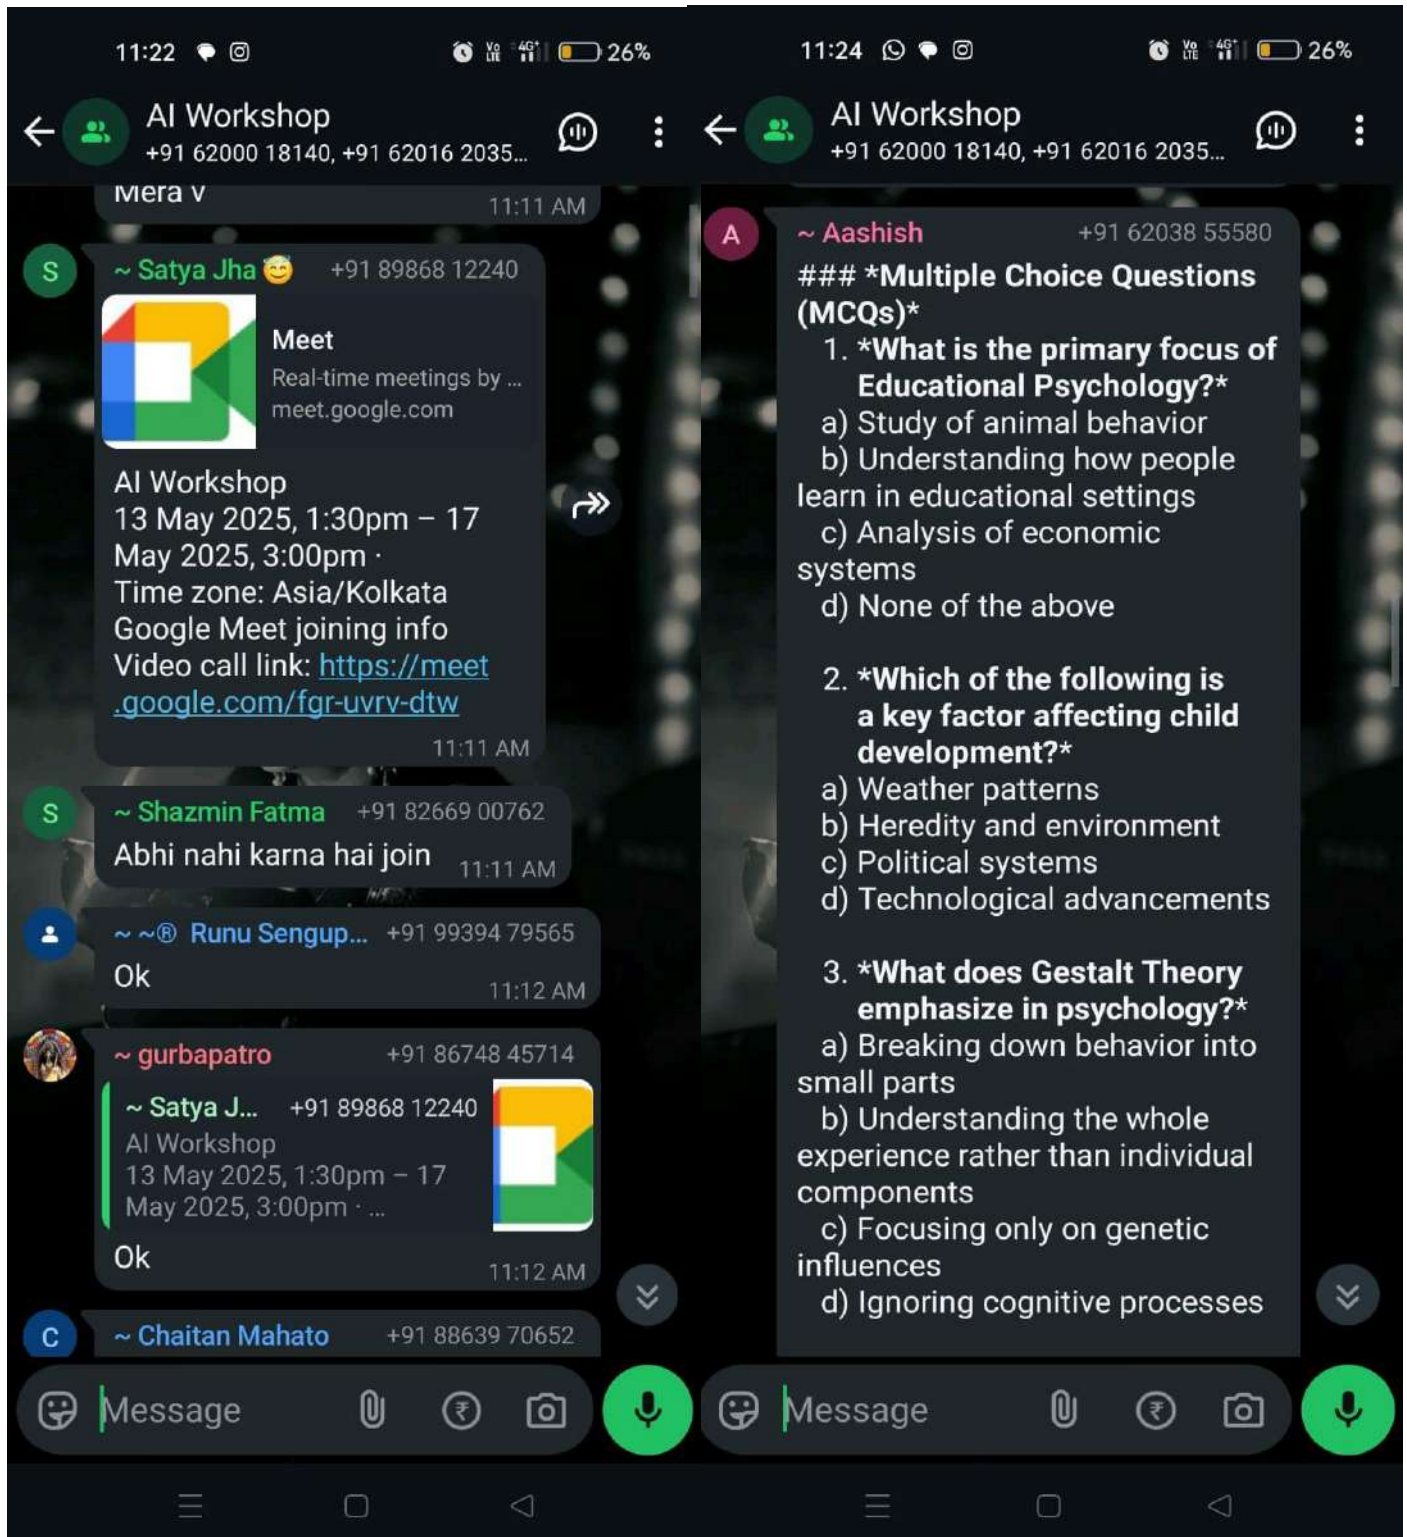 11:22
Vo LTE 4G+ 26%
AI Workshop
+91 62000 18140, +91 62016 2035...
Mera v
11:11 AM
S
~ Satya Jha 😇 +91 89868 12240
Meet
Real-time meetings by ...
meet.google.com
AI Workshop
13 May 2025, 1:30pm – 17
May 2025, 3:00pm ·
Time zone: Asia/Kolkata
Google Meet joining info
Video call link: https://meet
.google.com/fgr-uvrv-dtw
11:11 AM
S
~ Shazmin Fatma +91 82669 00762
Abhi nahi karna hai join 11:11 AM
~ ~® Runu Sengup... +91 99394 79565
Ok
11:12 AM
~ gurbapatro +91 86748 45714
~ Satya J... +91 89868 12240
AI Workshop
13 May 2025, 1:30pm – 17
May 2025, 3:00pm · ...
Ok
11:12 AM
C
~ Chaitan Mahato +91 88639 70652
Message
11:24
Vo LTE 4G+ 26%
AI Workshop
+91 62000 18140, +91 62016 2035...
A
~ Aashish +91 62038 55580
### *Multiple Choice Questions
(MCQs)*
1. *What is the primary focus of
Educational Psychology?*
a) Study of animal behavior
b) Understanding how people
learn in educational settings
c) Analysis of economic
systems
d) None of the above
2. *Which of the following is
a key factor affecting child
development?*
a) Weather patterns
b) Heredity and environment
c) Political systems
d) Technological advancements
3. *What does Gestalt Theory
emphasize in psychology?*
a) Breaking down behavior into
small parts
b) Understanding the whole
experience rather than individual
components
c) Focusing only on genetic
influences
d) Ignoring cognitive processes
Message